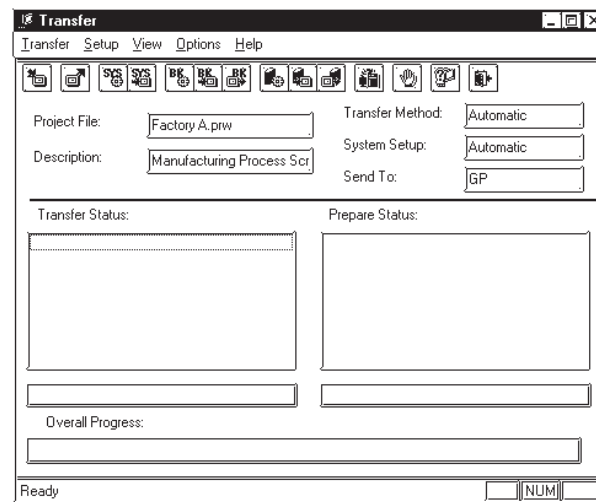 Transfer
Transfer Setup View Options Help
SYS SYS BK BK BK
Project File: Factory A.prw
Description: Manufacturing Process Scr
Transfer Method: Automatic
System Setup: Automatic
Send To: GP
Transfer Status:
Prepare Status:
Overall Progress:
Ready NUM